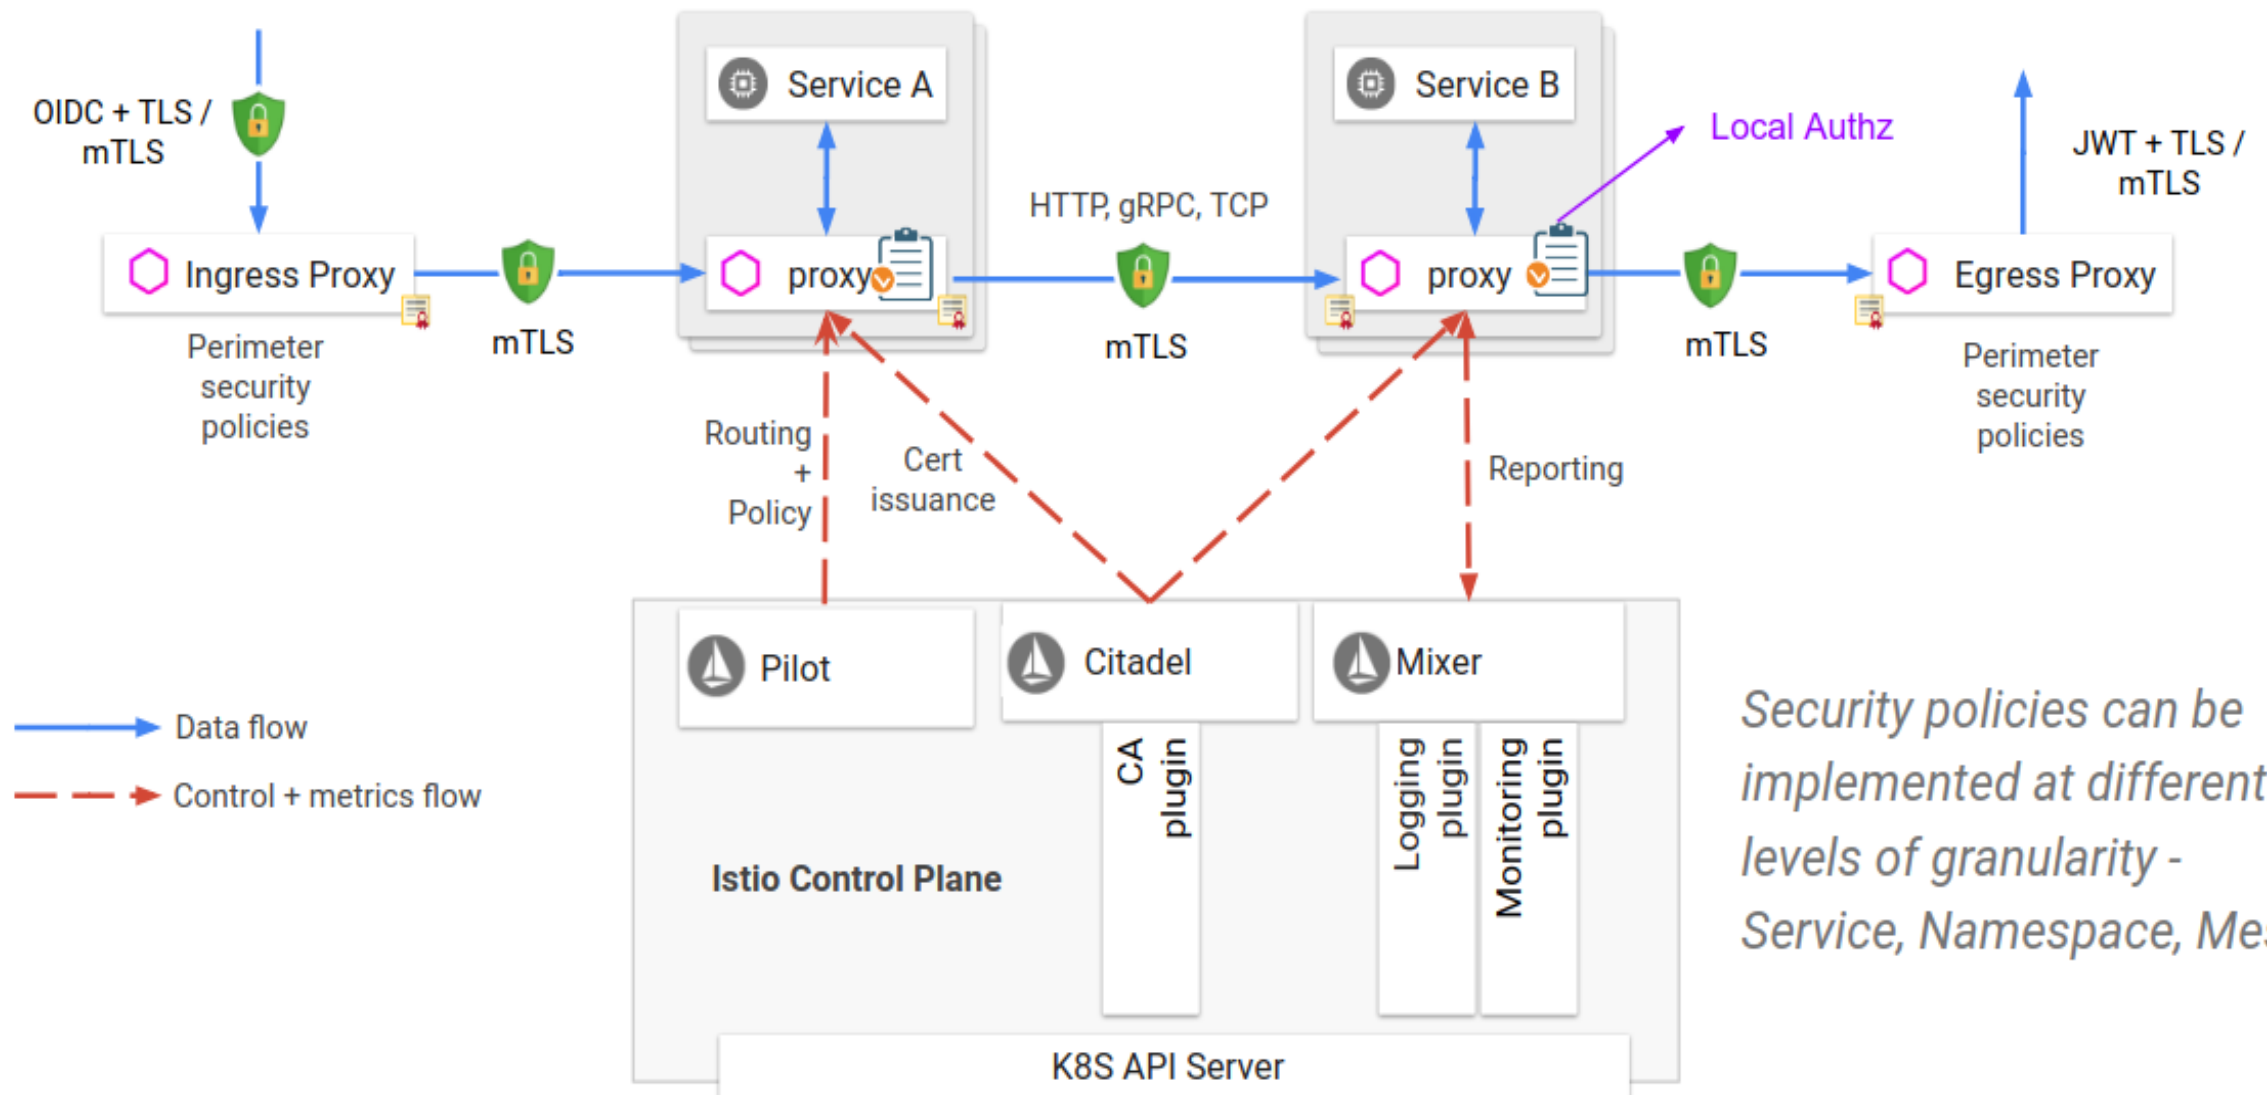 OIDC + TLS /
mTLS
Service A
Service B
Local Authz
JWT + TLS /
mTLS
HTTP, gRPC, TCP
Ingress Proxy
proxy
proxy
Egress Proxy
mTLS
mTLS
mTLS
Perimeter
security
policies
Perimeter
security
policies
Routing
+
Policy
Cert
issuance
Reporting
Pilot
Citadel
Mixer
Data flow
Control + metrics flow
CA
plugin
Logging
plugin
Monitoring
plugin
Istio Control Plane
K8S API Server
Security policies can be
implemented at different
levels of granularity -
Service, Namespace,